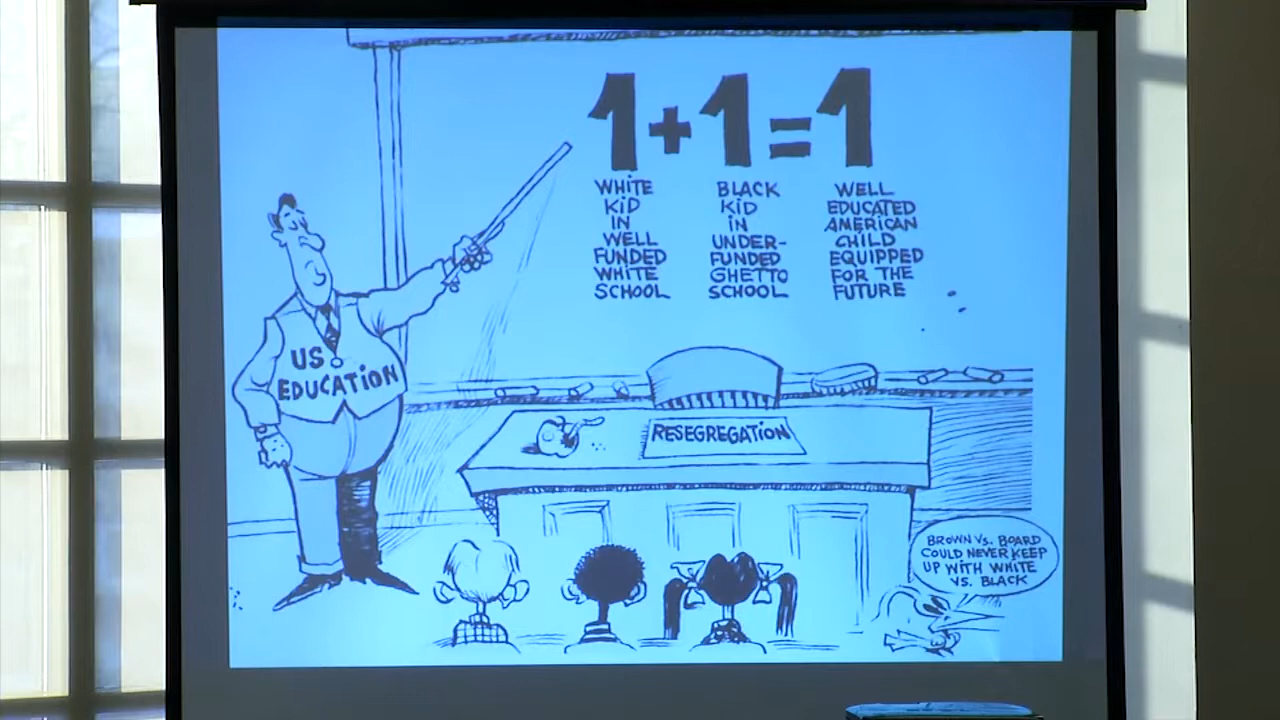 1+1=1
WHITE
KID
IN
WELL
FUNDED
WHITE
SCHOOL
BLACK
KID
IN
UNDER-
FUNDED
GHETTO
SCHOOL
WELL
EDUCATED
AMERICAN
CHILD
EQUIPPED
FOR THE
FUTURE
US
EDUCATION
RESEGREGATION
BROWN VS. BOARD
COULD NEVER KEEP
UP WITH WHITE
VS. BLACK